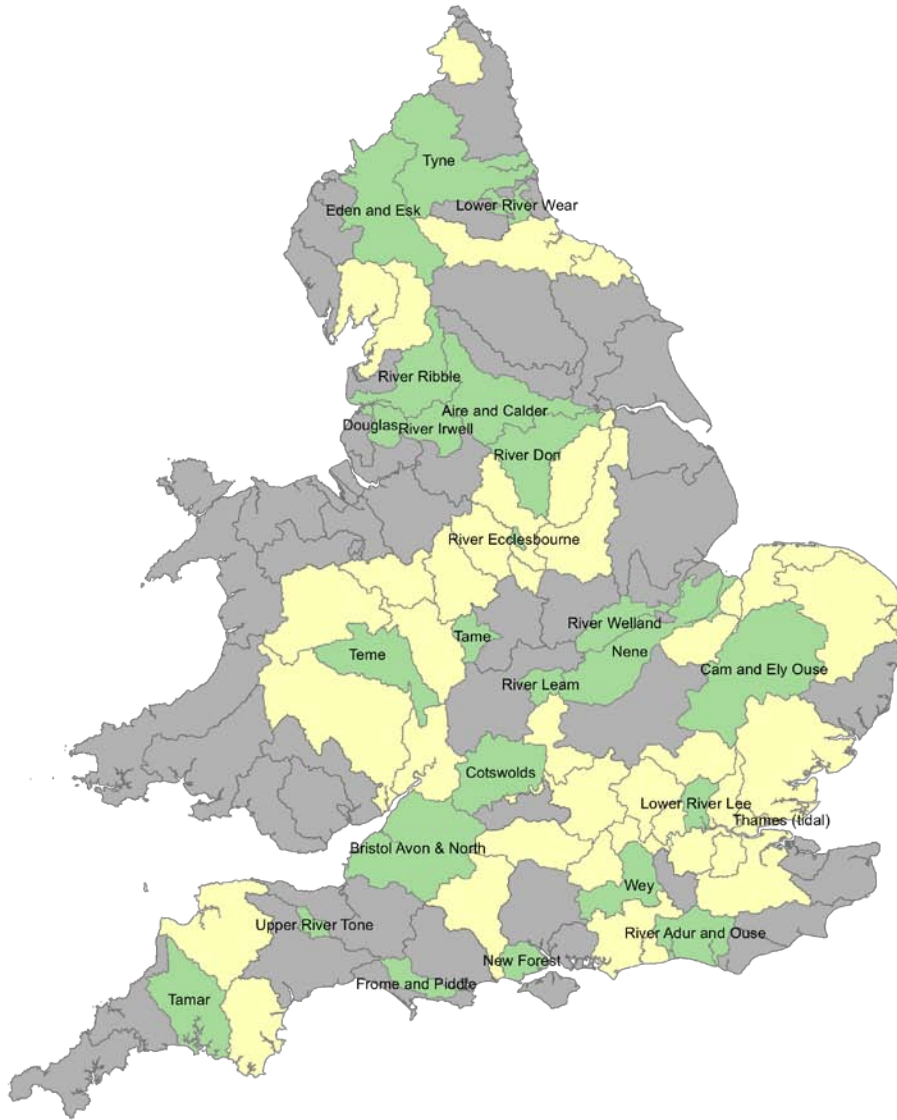 Tyne
Lower River Wear
Eden and Esk
River Ribble
Aire and Calder
Douglas
River Irwell
River Don
River Ecclesbourne
River Welland
Tame
Teme
Nene
Cam and Ely Ouse
River Leam
Cotswolds
Lower River Lee
Thames (tidal)
Bristol Avon & North
Wey
Upper River Tone
River Adur and Ouse
New Forest
Frome and Piddle
Tamar